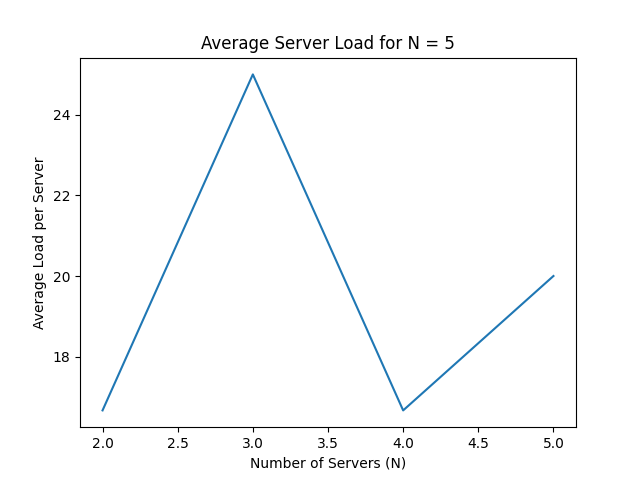 Average Server Load for N = 5
Average Load per Server
24
22
20
18
2.0 2.5 3.0 3.5 4.0 4.5 5.0
Number of Servers (N)